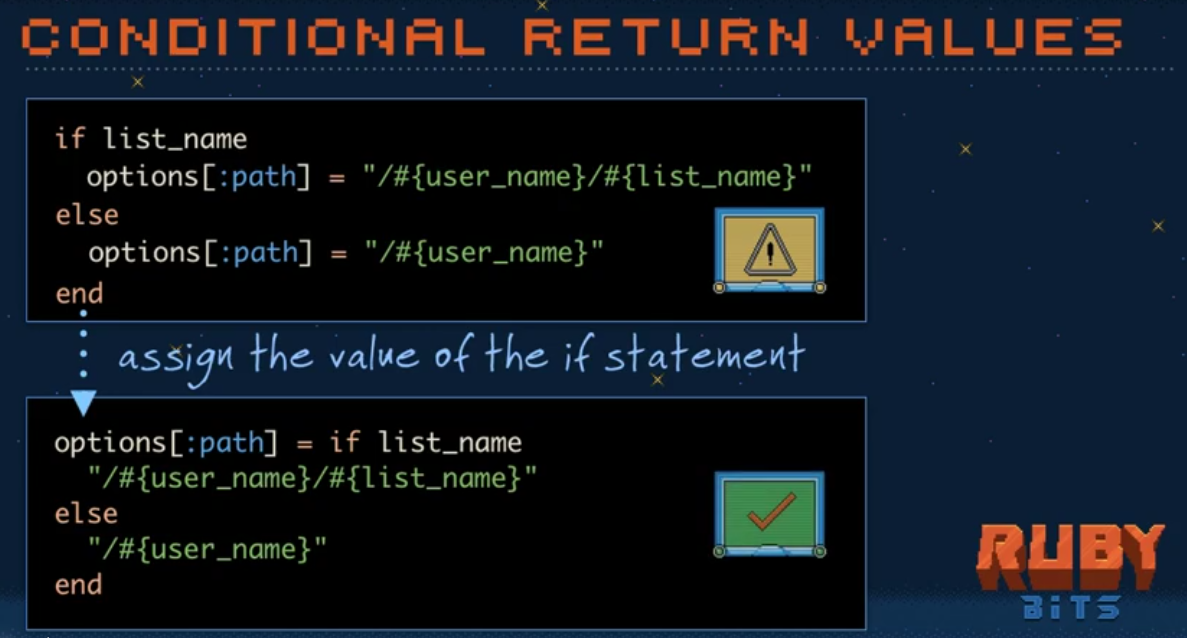 CONDITIONAL RETURN VALUES
if list_name
  options[:path] = "/#{user_name}/#{list_name}"
else
  options[:path] = "/#{user_name}"
end
assign the value of the if statement
options[:path] = if list_name
  "/#{user_name}/#{list_name}"
else
  "/#{user_name}"
end
RUBY
BITS